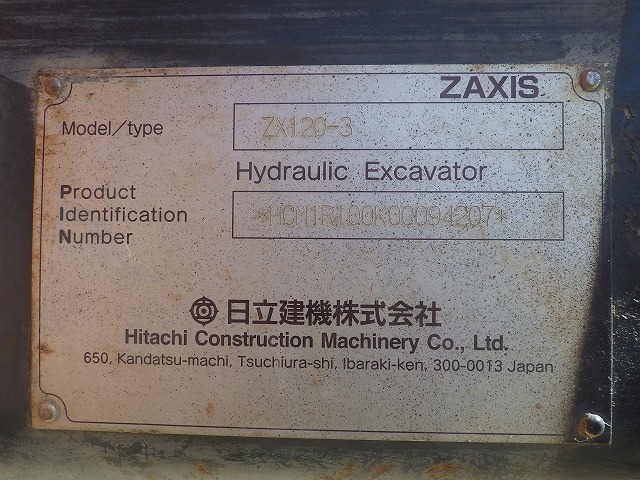 ZAXIS
Model/type ZX120-3
Hydraulic Excavator
Product
Identification *HCM1R100K00094207*
Number
日立建機株式会社
Hitachi Construction Machinery Co., Ltd.
650, Kandatsu-machi, Tsuchiura-shi, Ibaraki-ken, 300-0013 Japan